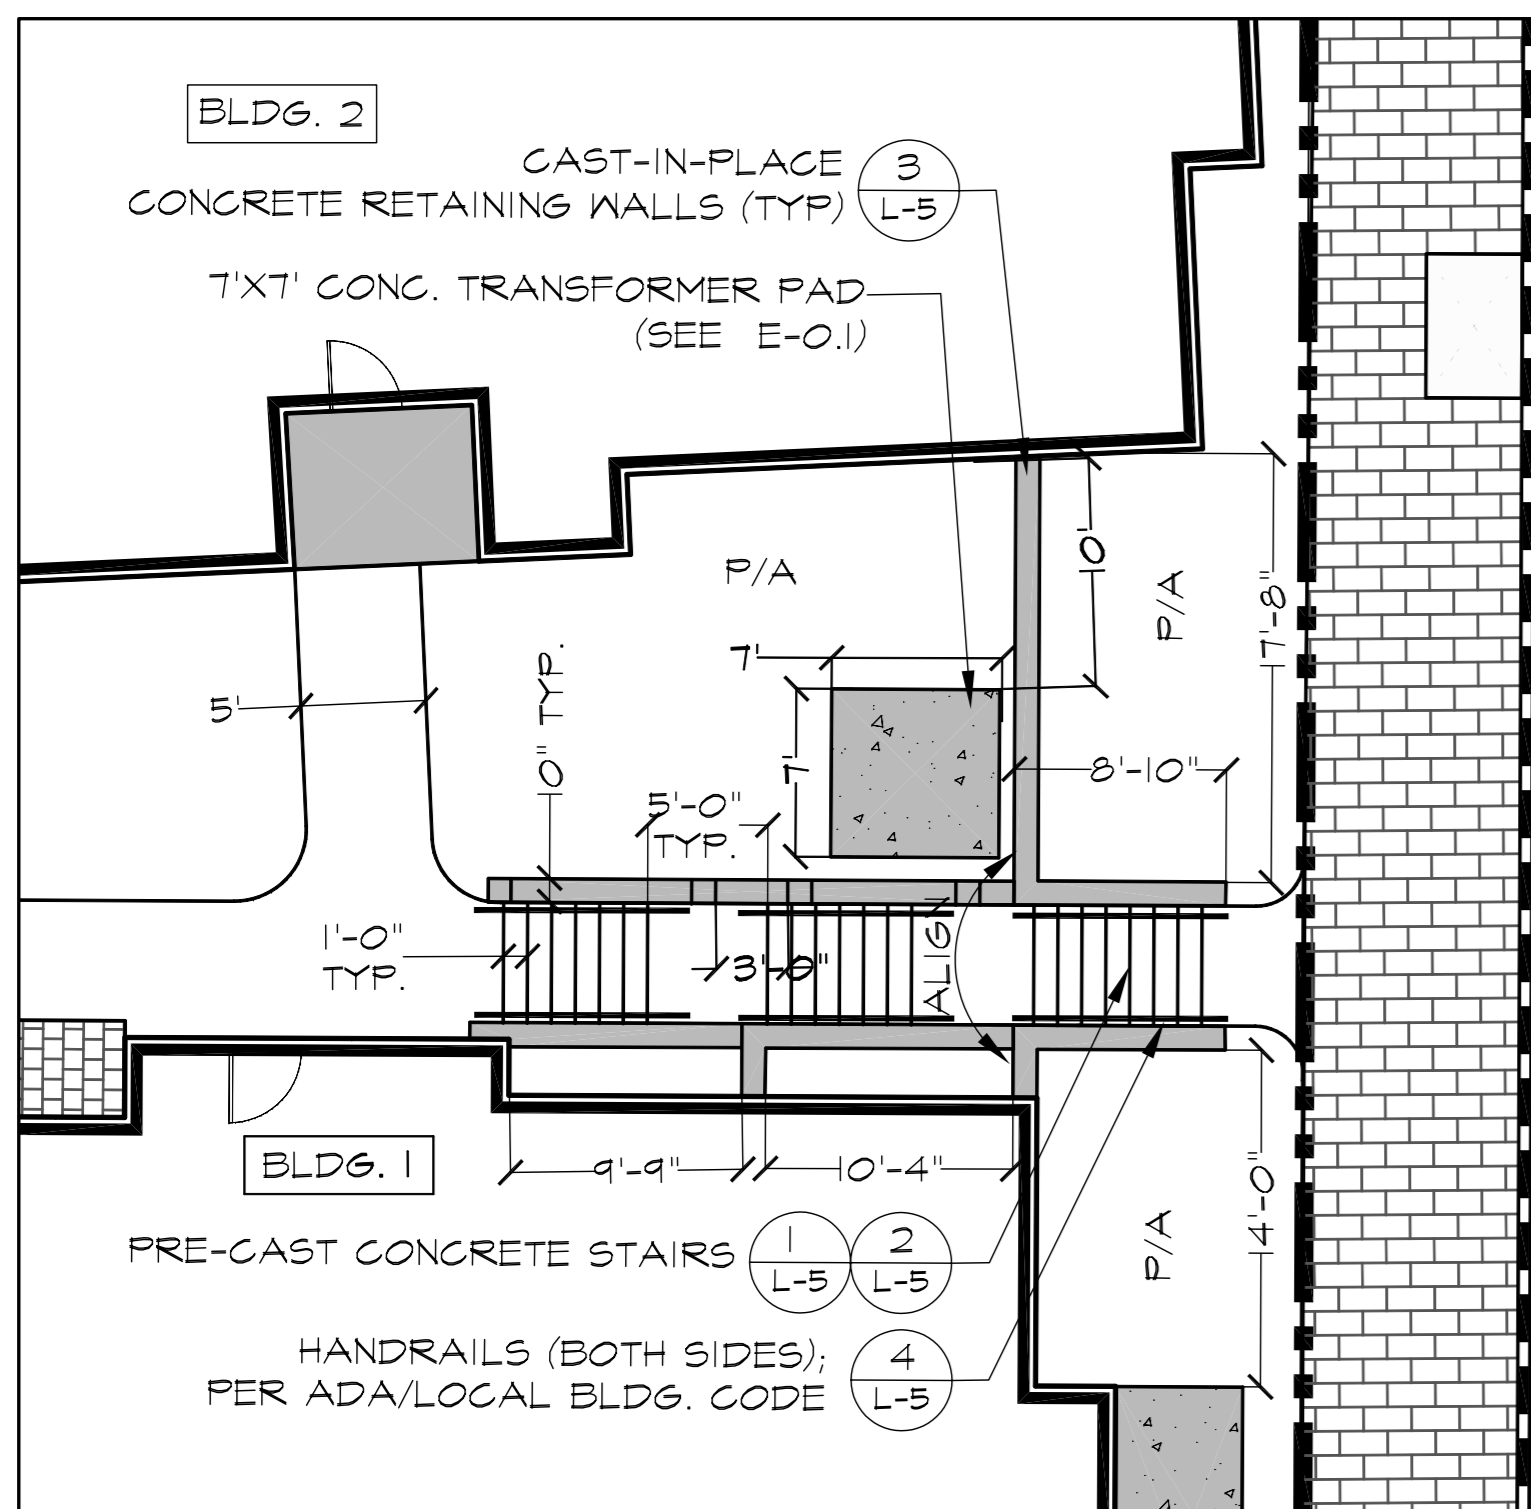 BLDG. 2
CAST-IN-PLACE
CONCRETE RETAINING WALLS (TYP)
3
L-5
7'X7' CONC. TRANSFORMER PAD
(SEE E-0.1)
P/A
10'
P/A
17'-8"
7'
5'
10" TYP.
7'
8'-10"
5'-0"
TYP.
1'-0"
TYP.
3'-0"
ALIGN
BLDG. 1
9'-9"
10'-4"
14'-0"
P/A
PRE-CAST CONCRETE STAIRS
1
L-5
2
L-5
HANDRAILS (BOTH SIDES);
PER ADA/LOCAL BLDG. CODE
4
L-5